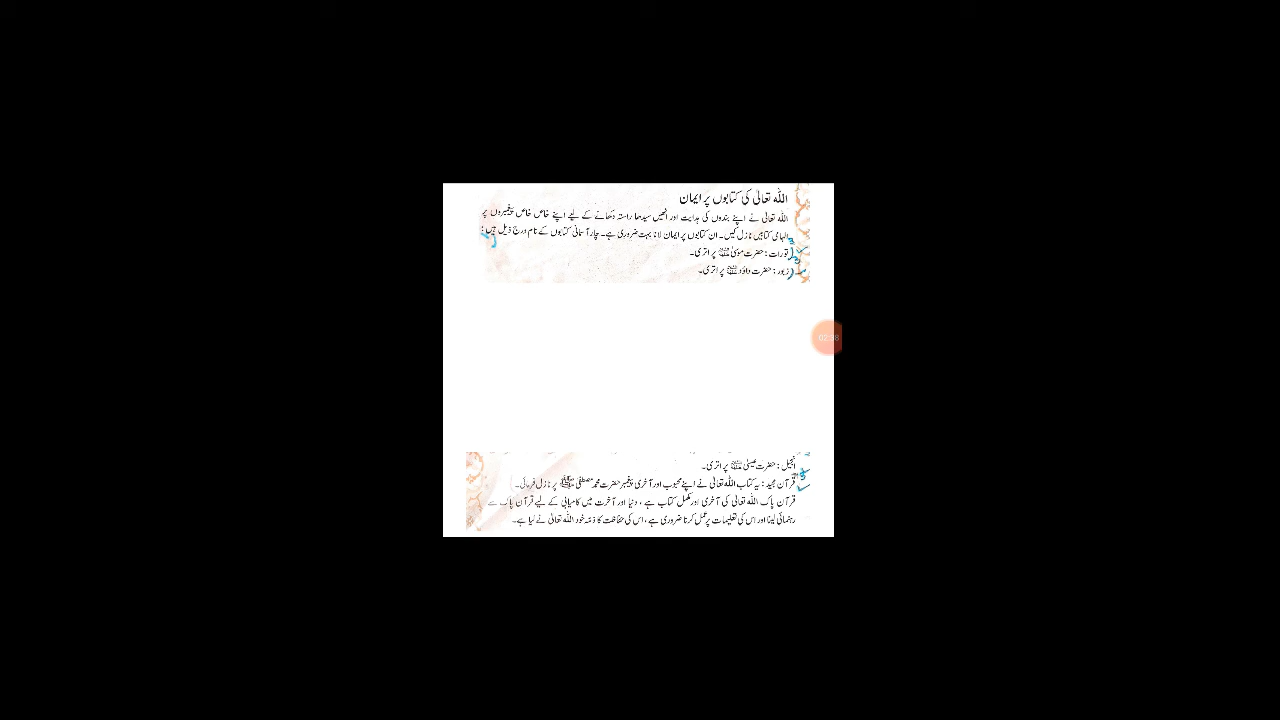 اللہ تعالیٰ کی کتابوں پر ایمان
اللہ تعالیٰ نے اپنے بندوں کی ہدایت اور انھیں سیدھا راستہ دکھانے کے لیے اپنے خاص خاص پیغمبروں پر
الہامی کتابیں نازل کیں۔ ان کتابوں پر ایمان لانا بہت ضروری ہے۔ چار آسمانی کتابوں کے نام درج ذیل ہیں:
تورات: حضرت موسیٰ پر اتری۔
زبور: حضرت داؤد پر اتری۔
02:38
انجیل: حضرت عیسیٰ پر اتری۔
قرآن مجید: یہ کتاب اللہ تعالیٰ نے اپنے محبوب اور آخری پیغمبر حضرت محمد مصطفیٰ ﷺ پر نازل فرمائی۔
قرآن پاک اللہ تعالیٰ کی آخری اور مکمل کتاب ہے، دنیا اور آخرت میں کامیابی کے لیے قرآن پاک سے
رہنمائی لینا اور اس کی تعلیمات پر عمل کرنا ضروری ہے، اس کی حفاظت کا ذمہ خود اللہ تعالیٰ نے لیا ہے۔